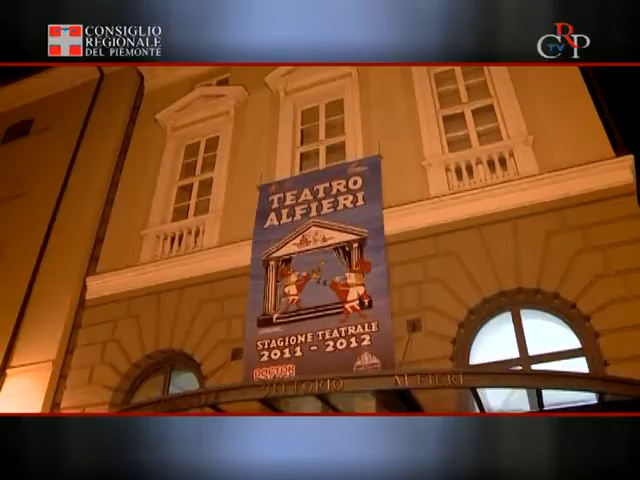 CONSIGLIO
REGIONALE
DEL PIEMONTE
CRP
TV
TEATRO
ALFIERI
STAGIONE TEATRALE
2011 - 2012
VITTORIO ALFIERI